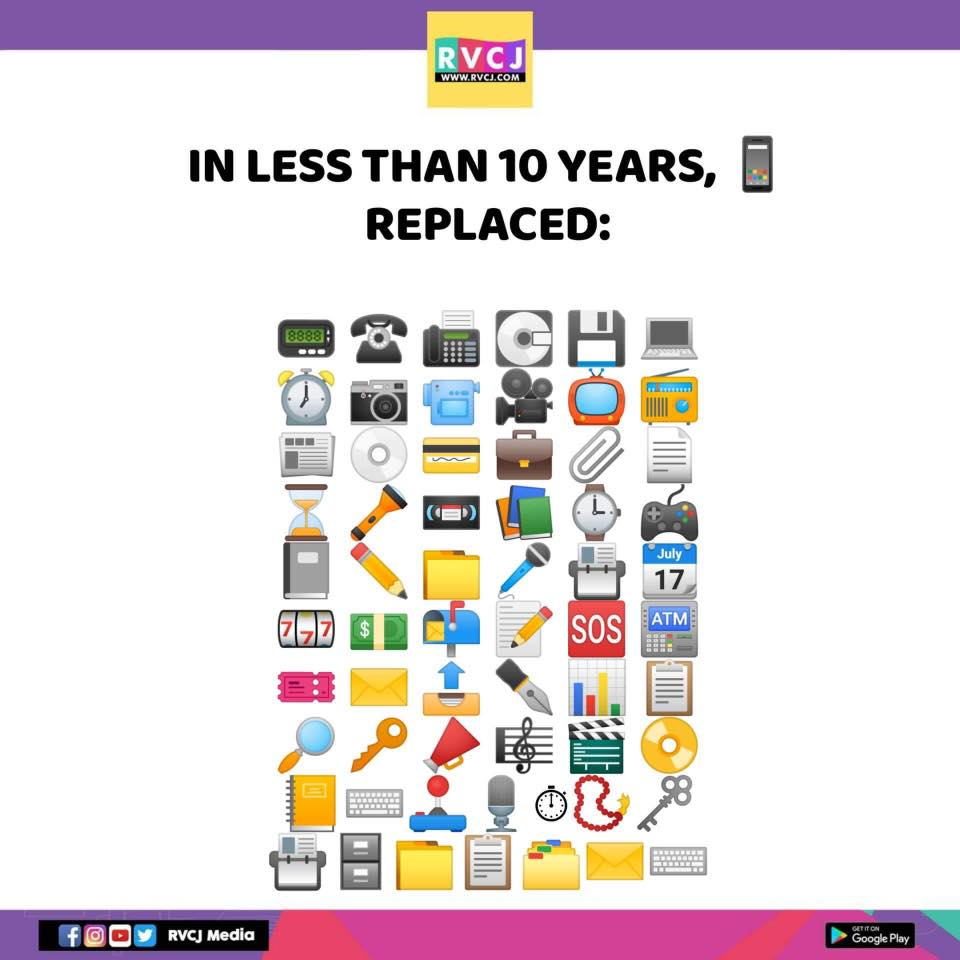 RVCJ
WWW.RVCJ.COM
IN LESS THAN 10 YEARS,
REPLACED:
8888
July
17
777
$
SOS
ATM
RVCJ Media
GET IT ON
Google Play